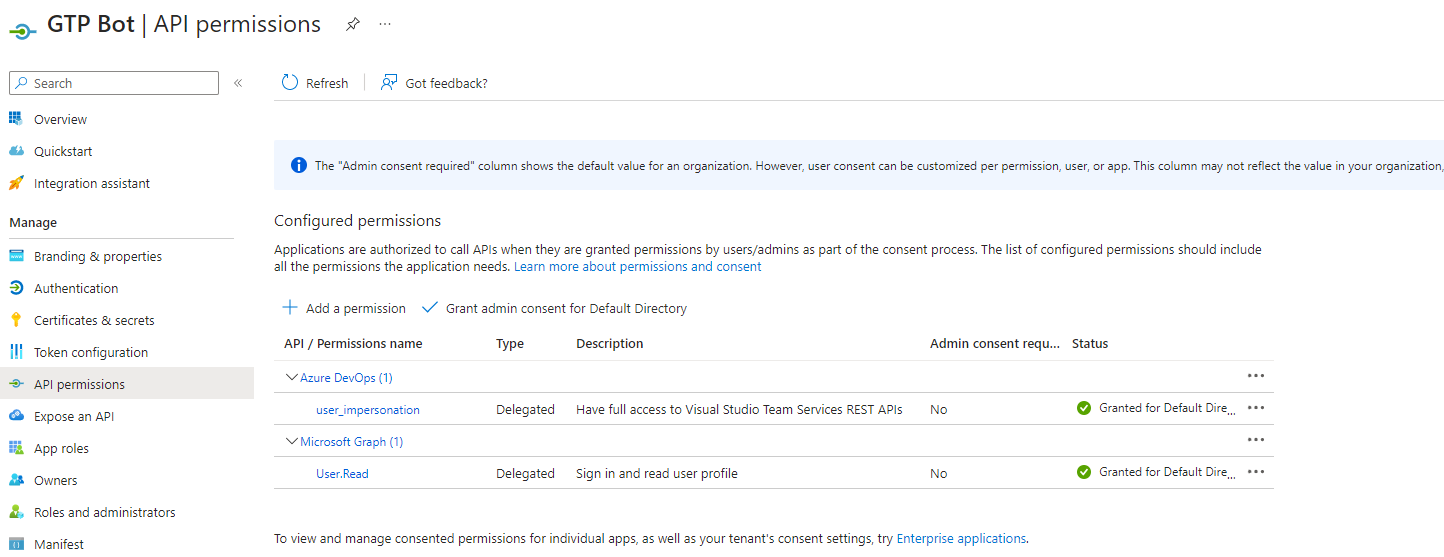 GTP Bot | API permissions
Search
Refresh
Got feedback?
Overview
Quickstart
Integration assistant
Manage
Branding & properties
Authentication
Certificates & secrets
Token configuration
API permissions
Expose an API
App roles
Owners
Roles and administrators
Manifest
The "Admin consent required" column shows the default value for an organization. However, user consent can be customized per permission, user, or app. This column may not reflect the value in your organization,
Configured permissions
Applications are authorized to call APIs when they are granted permissions by users/admins as part of the consent process. The list of configured permissions should include
all the permissions the application needs. Learn more about permissions and consent
Add a permission Grant admin consent for Default Directory
API / Permissions name Type Description Admin consent requ... Status
Azure DevOps (1)
user_impersonation Delegated Have full access to Visual Studio Team Services REST APIs No Granted for Default Dire...
Microsoft Graph (1)
User.Read Delegated Sign in and read user profile No Granted for Default Dire...
To view and manage consented permissions for individual apps, as well as your tenant's consent settings, try Enterprise applications.